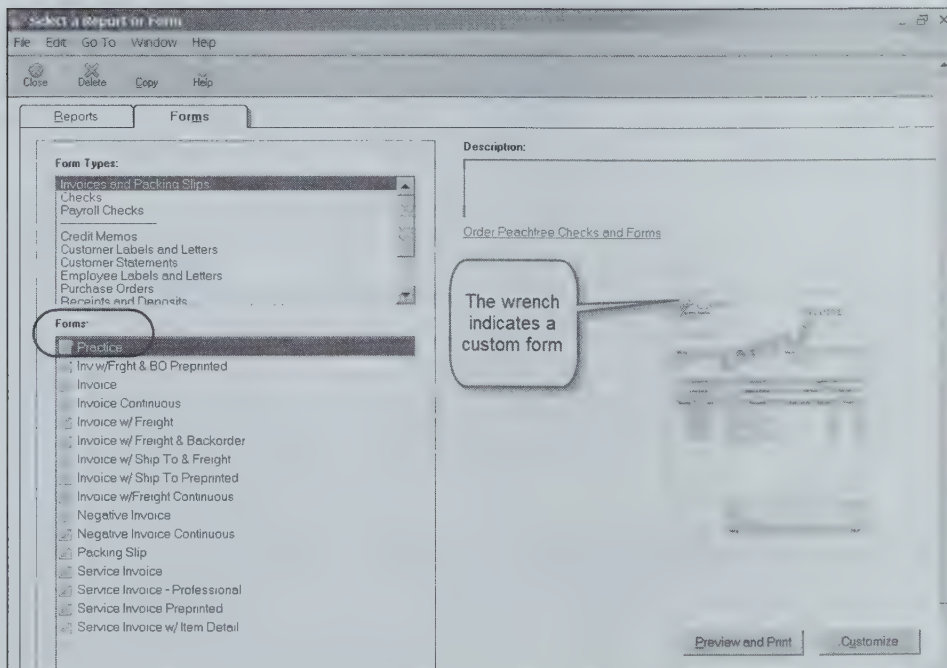 Select a Report or Form
File Edit Go To Window Help
Close Delete Copy Help
Reports Forms
Form Types:
Invoices and Packing Slips
Checks
Payroll Checks
Credit Memos
Customer Labels and Letters
Customer Statements
Employee Labels and Letters
Purchase Orders
Receipts and Deposits
Forms:
Practice
Inv w/Frght & BO Preprinted
Invoice
Invoice Continuous
Invoice w/ Freight
Invoice w/ Freight & Backorder
Invoice w/ Ship To & Freight
Invoice w/ Ship To Preprinted
Invoice w/Freight Continuous
Negative Invoice
Negative Invoice Continuous
Packing Slip
Service Invoice
Service Invoice - Professional
Service Invoice Preprinted
Service Invoice w/ Item Detail
Description:
Order Peachtree Checks and Forms
The wrench
indicates a
custom form
Preview and Print Customize